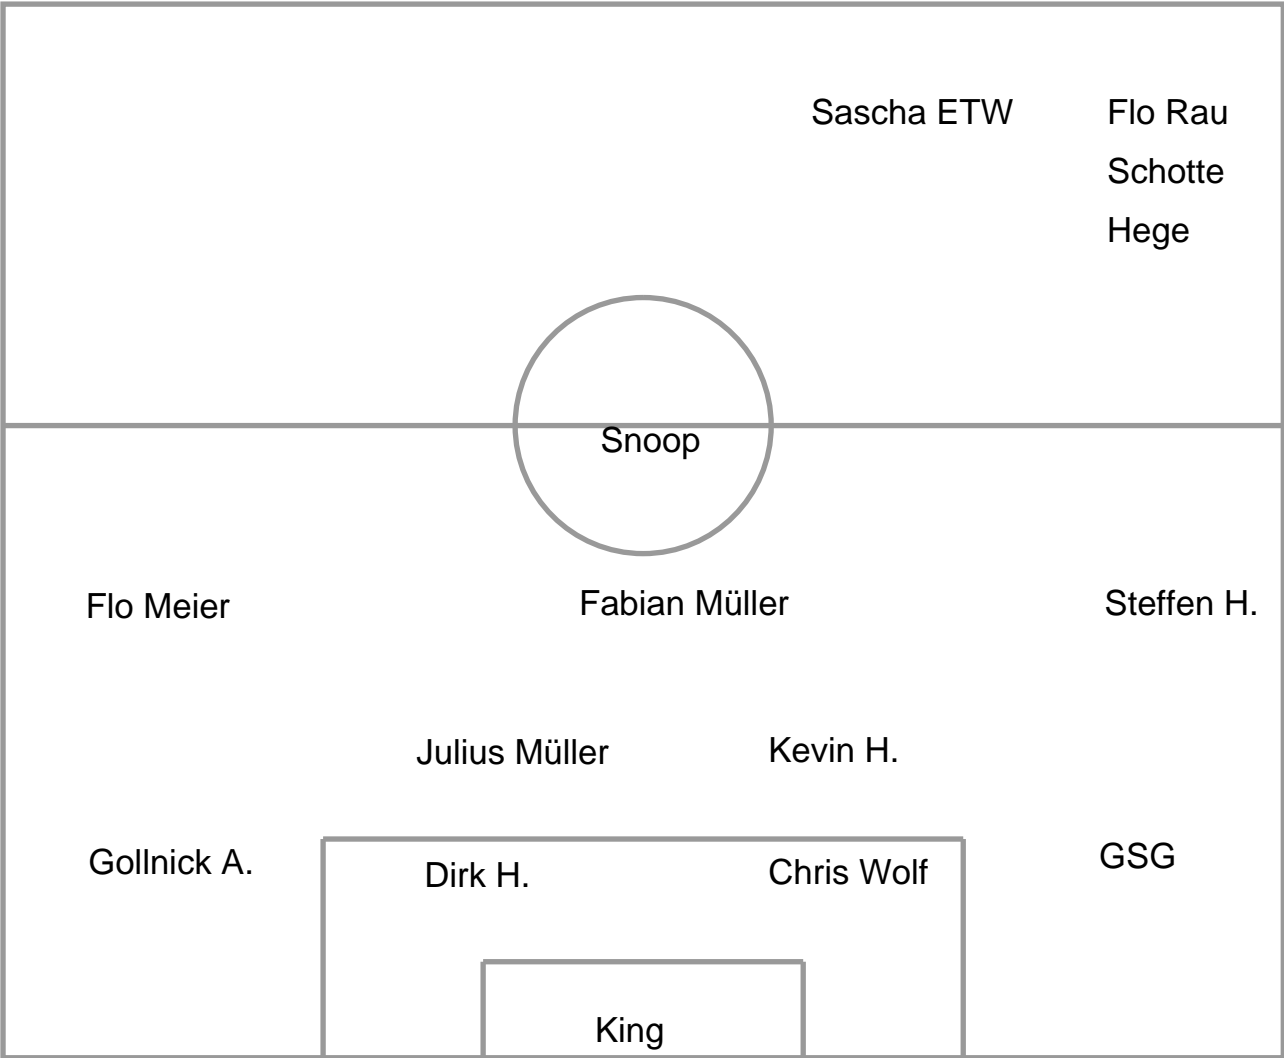 Sascha ETW Flo Rau
Schotte
Hege
Snoop
Flo Meier Fabian Müller Steffen H.
Julius Müller Kevin H.
Gollnick A. Dirk H. Chris Wolf GSG
King